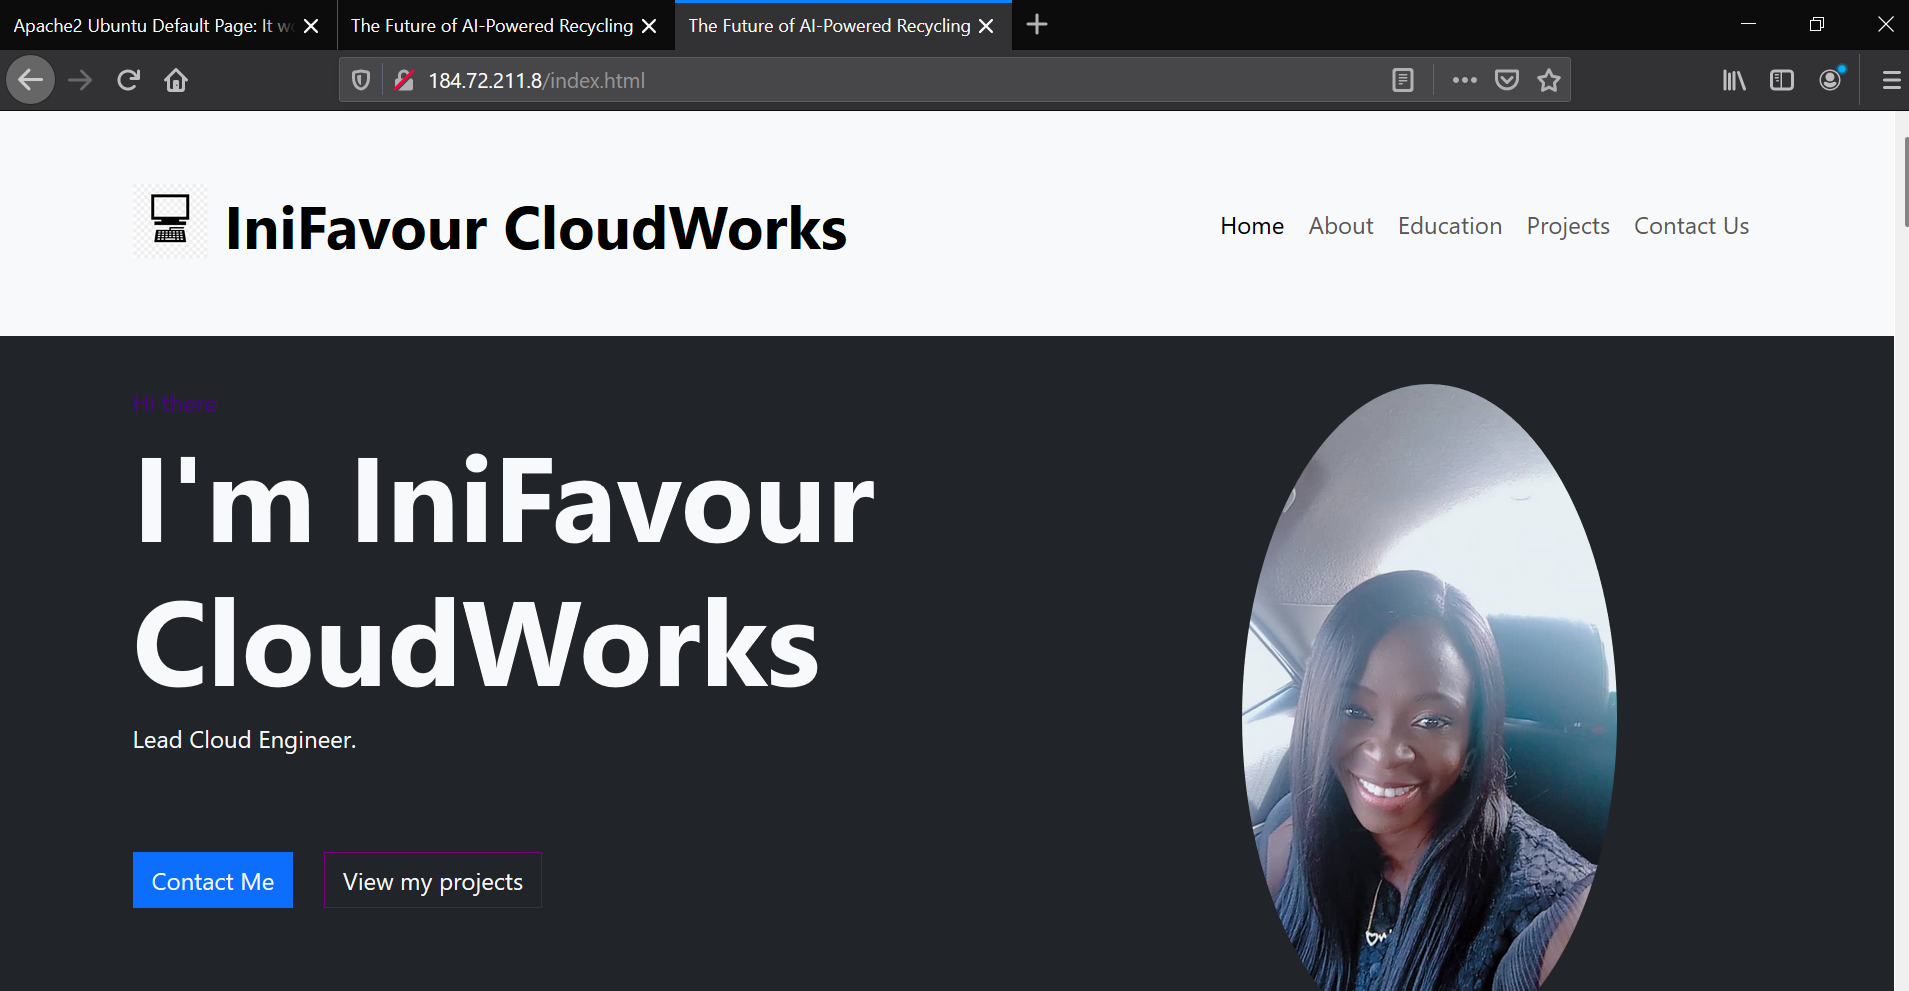 Apache2 Ubuntu Default Page: It w
The Future of AI-Powered Recycling
The Future of AI-Powered Recycling
184.72.211.8/index.html
IniFavour CloudWorks
Home About Education Projects Contact Us
Hi there
I'm IniFavour
CloudWorks
Lead Cloud Engineer.
Contact Me View my projects